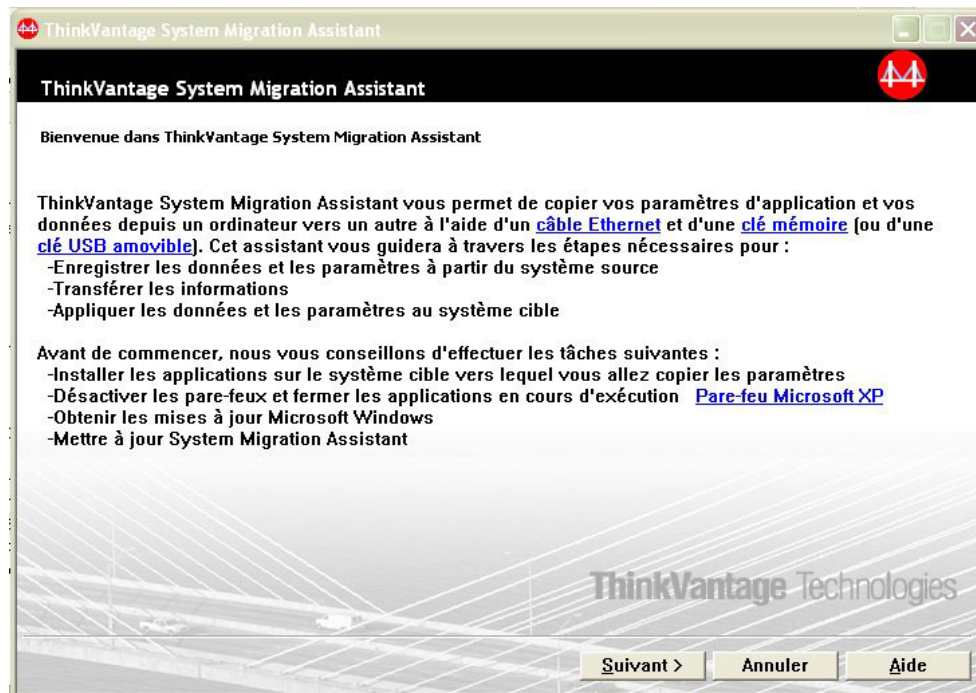 ThinkVantage System Migration Assistant
ThinkVantage System Migration Assistant
Bienvenue dans ThinkVantage System Migration Assistant
ThinkVantage System Migration Assistant vous permet de copier vos paramètres d'application et vos
données depuis un ordinateur vers un autre à l'aide d'un câble Ethernet et d'une clé mémoire (ou d'une
clé USB amovible). Cet assistant vous guidera à travers les étapes nécessaires pour :
-Enregistrer les données et les paramètres à partir du système source
-Transférer les informations
-Appliquer les données et les paramètres au système cible
Avant de commencer, nous vous conseillons d'effectuer les tâches suivantes :
-Installer les applications sur le système cible vers lequel vous allez copier les paramètres
-Désactiver les pare-feux et fermer les applications en cours d'exécution Pare-feu Microsoft XP
-Obtenir les mises à jour Microsoft Windows
-Mettre à jour System Migration Assistant
ThinkVantage Technologies
Suivant >
Annuler
Aide